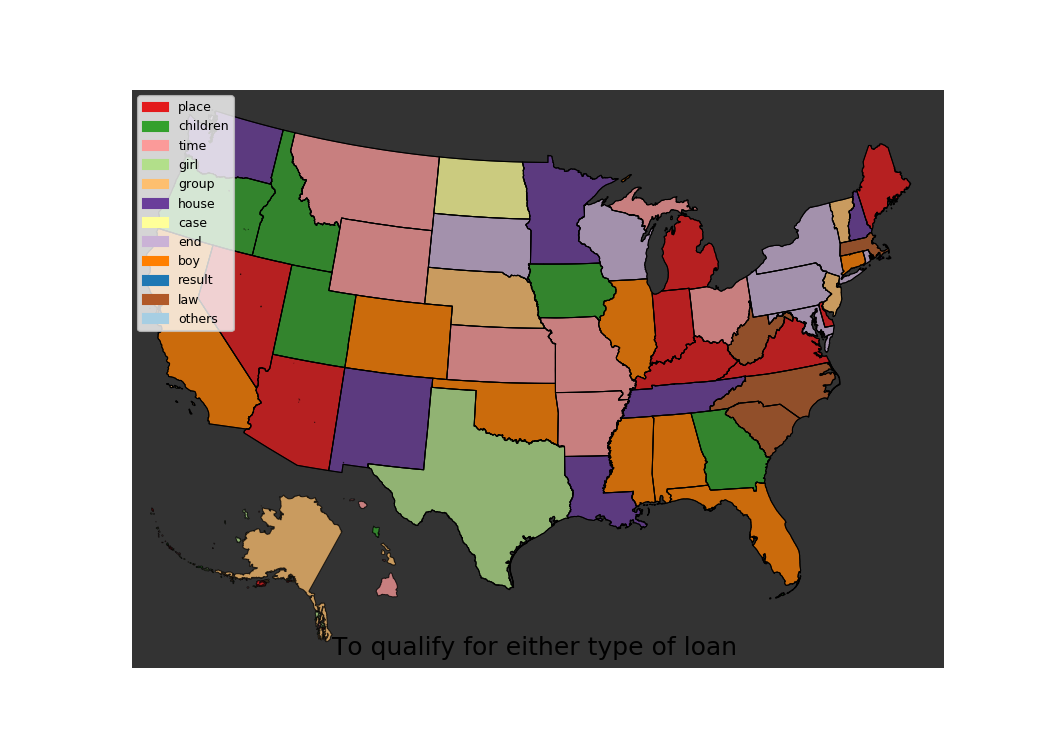 place
children
time
girl
group
house
case
end
boy
result
law
others
To qualify for either type of loan